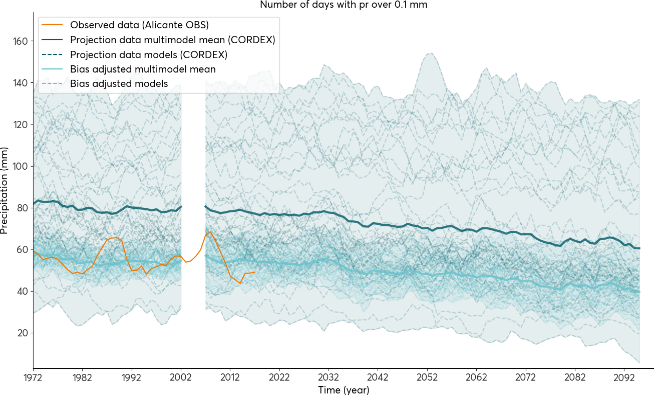 Number of days with pr over 0.1 mm
Observed data (Alicante OBS)
Projection data multimodel mean (CORDEX)
Projection data models (CORDEX)
Bias adjusted multimodel mean
Bias adjusted models
Precipitation (mm)
160
140
120
100
80
60
40
20
1972 1982 1992 2002 2012 2022 2032 2042 2052 2062 2072 2082 2092
Time (year)